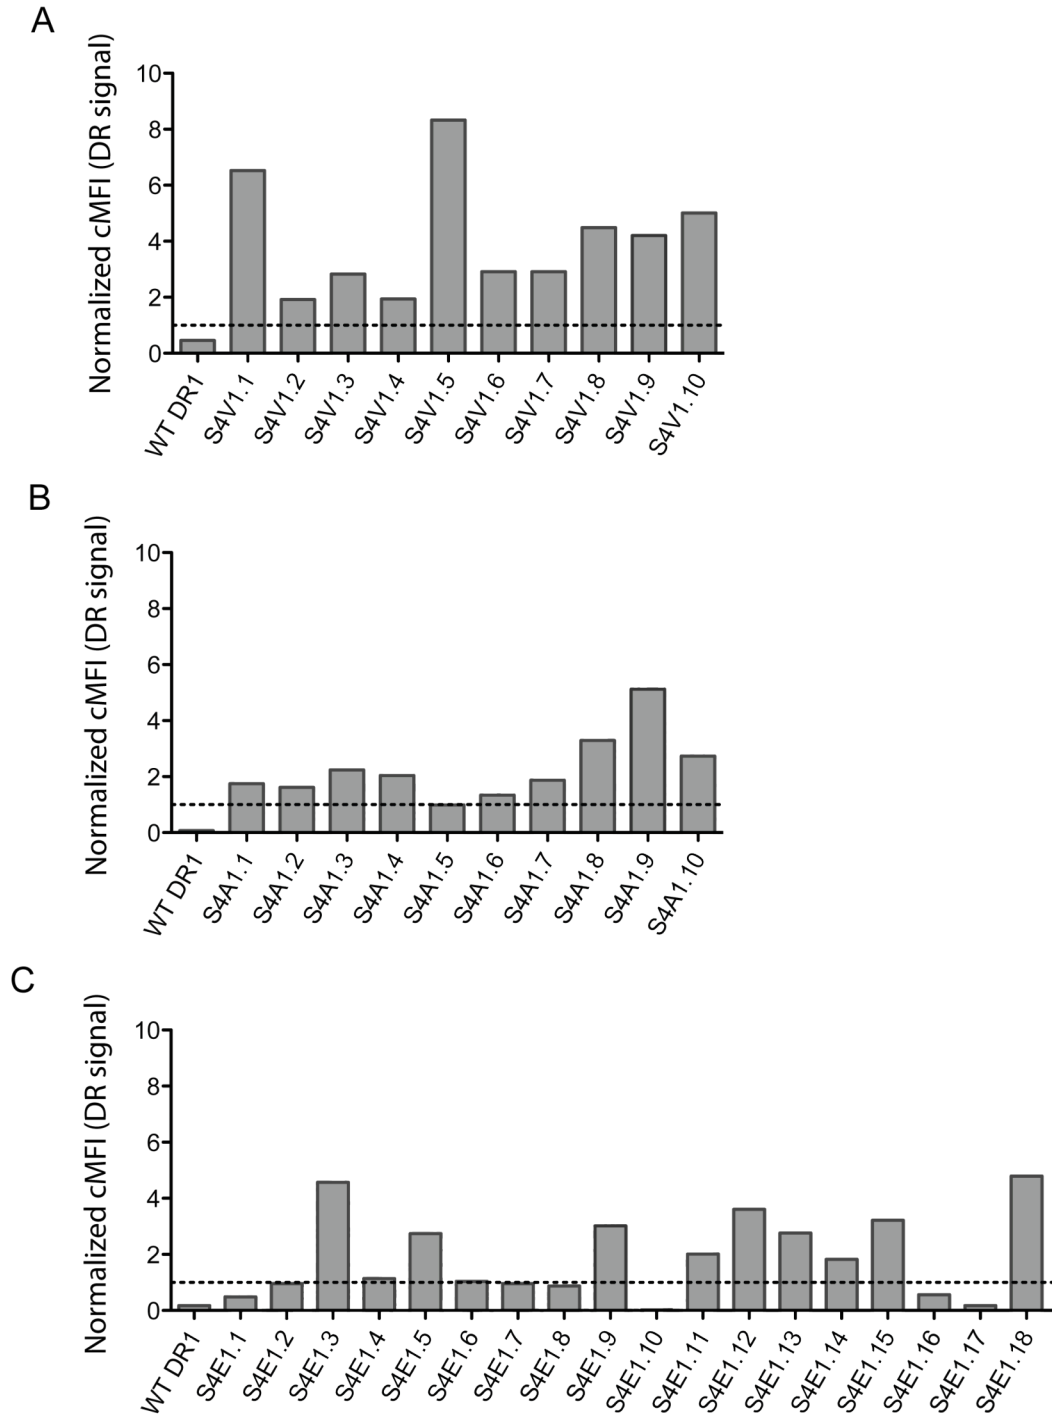 A
Normalized cMFI (DR signal)
10
8
6
4
2
0
WT DR1
S4V1.1
S4V1.2
S4V1.3
S4V1.4
S4V1.5
S4V1.6
S4V1.7
S4V1.8
S4V1.9
S4V1.10
B
Normalized cMFI (DR signal)
10
8
6
4
2
0
WT DR1
S4A1.1
S4A1.2
S4A1.3
S4A1.4
S4A1.5
S4A1.6
S4A1.7
S4A1.8
S4A1.9
S4A1.10
C
Normalized cMFI (DR signal)
10
8
6
4
2
0
WT DR1
S4E1.1
S4E1.2
S4E1.3
S4E1.4
S4E1.5
S4E1.6
S4E1.7
S4E1.8
S4E1.9
S4E1.10
S4E1.11
S4E1.12
S4E1.13
S4E1.14
S4E1.15
S4E1.16
S4E1.17
S4E1.18